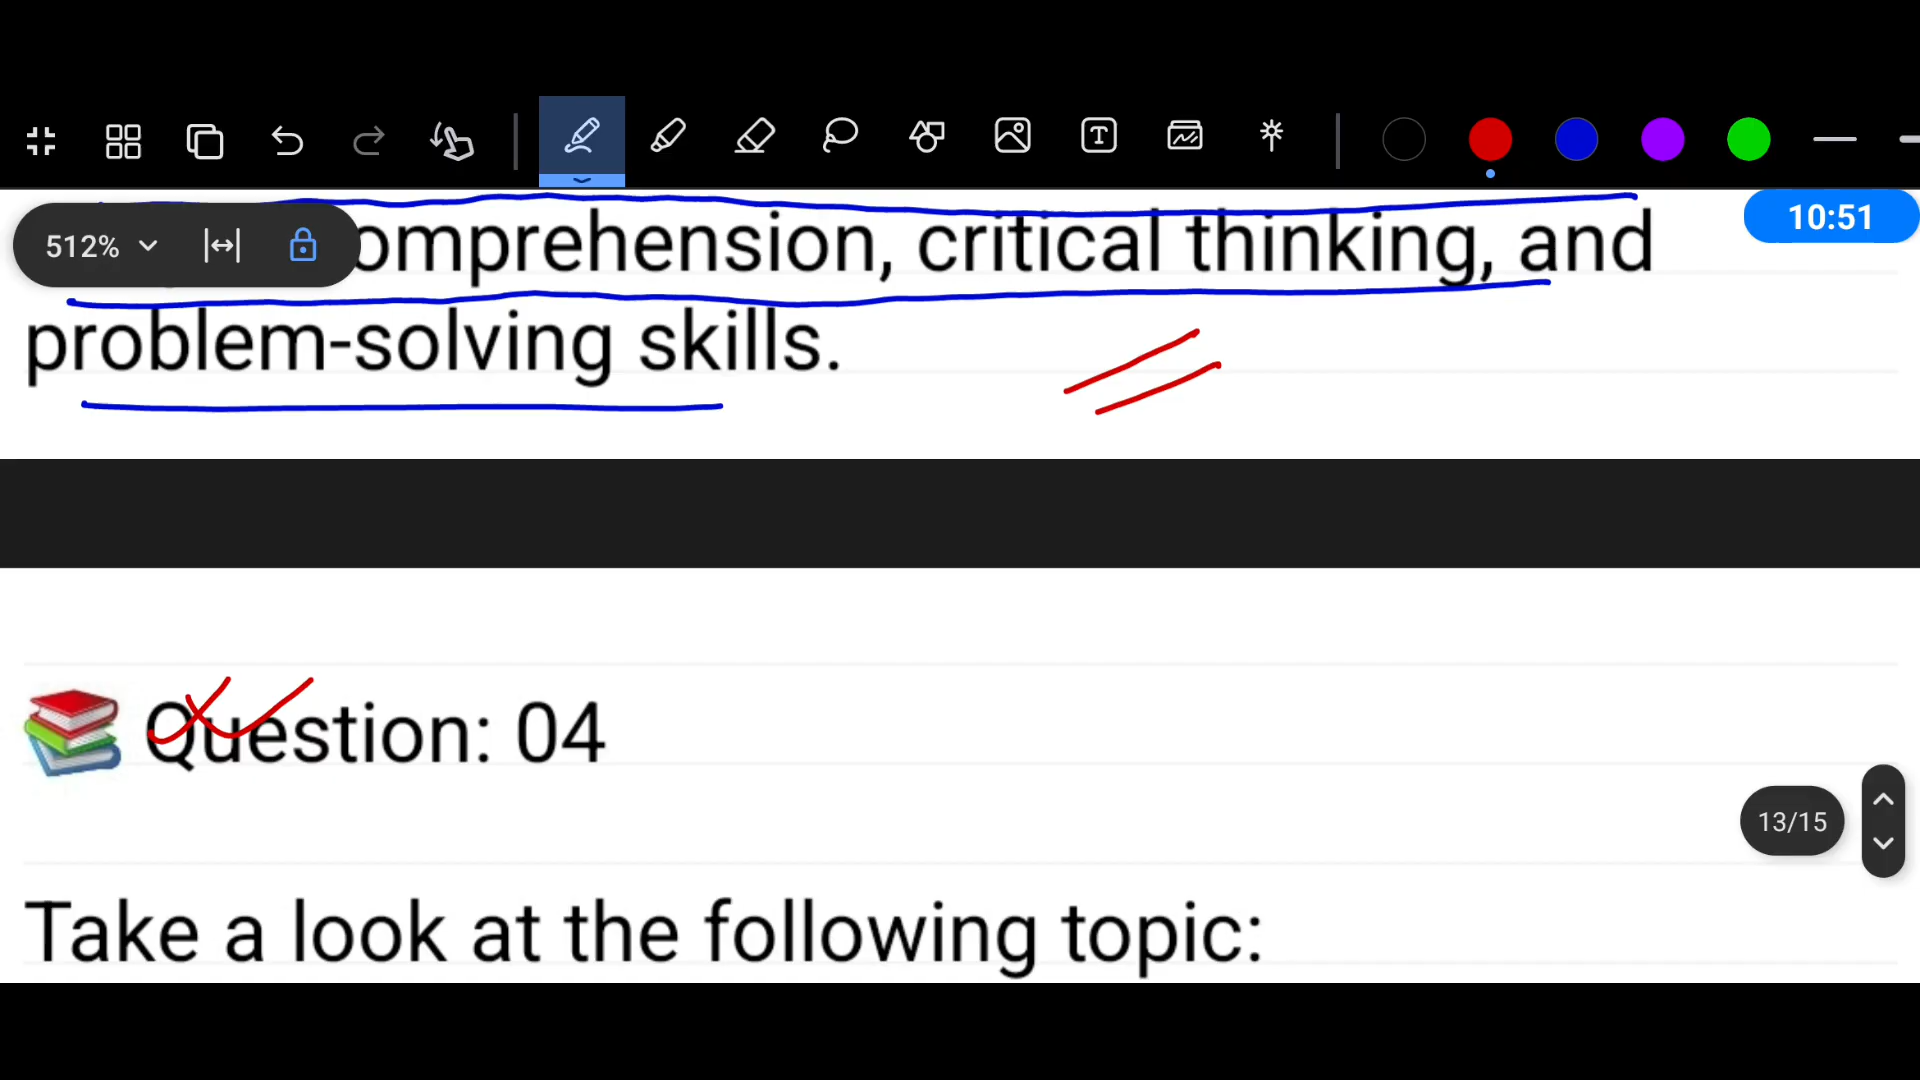 512%
10:51
omprehension, critical thinking, and
problem-solving skills.
Question: 04
13/15
Take a look at the following topic: